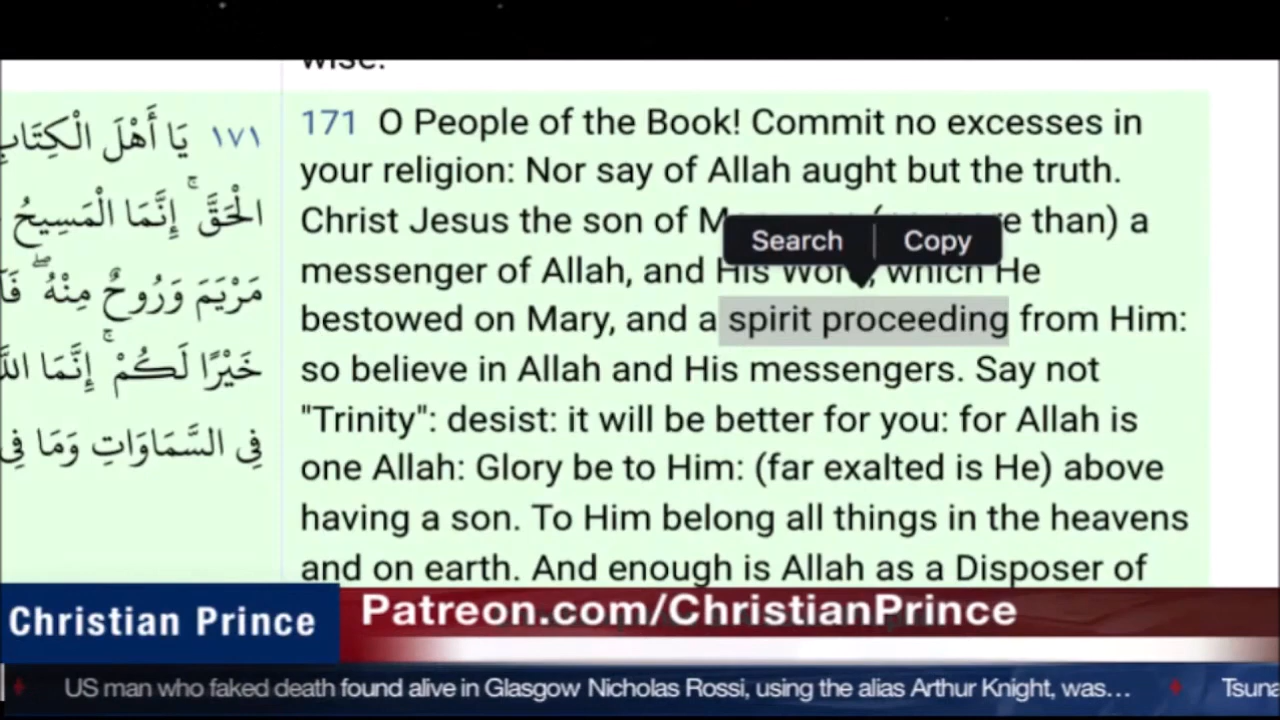 wise.
١٧١ يَا أَهْلَ الْكِتَابِ
الْحَقَّ ۚ إِنَّمَا الْمَسِيحُ
مَرْيَمَ وَرُوحٌ مِنْهُ ۖ
خَيْرًا لَكُمْ ۚ إِنَّمَا
فِي السَّمَاوَاتِ وَمَا فِي
171 O People of the Book! Commit no excesses in
your religion: Nor say of Allah aught but the truth.
Christ Jesus the son of than) a
Search Copy
messenger of Allah, and His Word, which He
bestowed on Mary, and a spirit proceeding from Him:
so believe in Allah and His messengers. Say not
"Trinity": desist: it will be better for you: for Allah is
one Allah: Glory be to Him: (far exalted is He) above
having a son. To Him belong all things in the heavens
and on earth. And enough is Allah as a Disposer of
Christian Prince
Patreon.com/ChristianPrince
US man who faked death found alive in Glasgow Nicholas Rossi, using the alias Arthur Knight, was... Tsuna